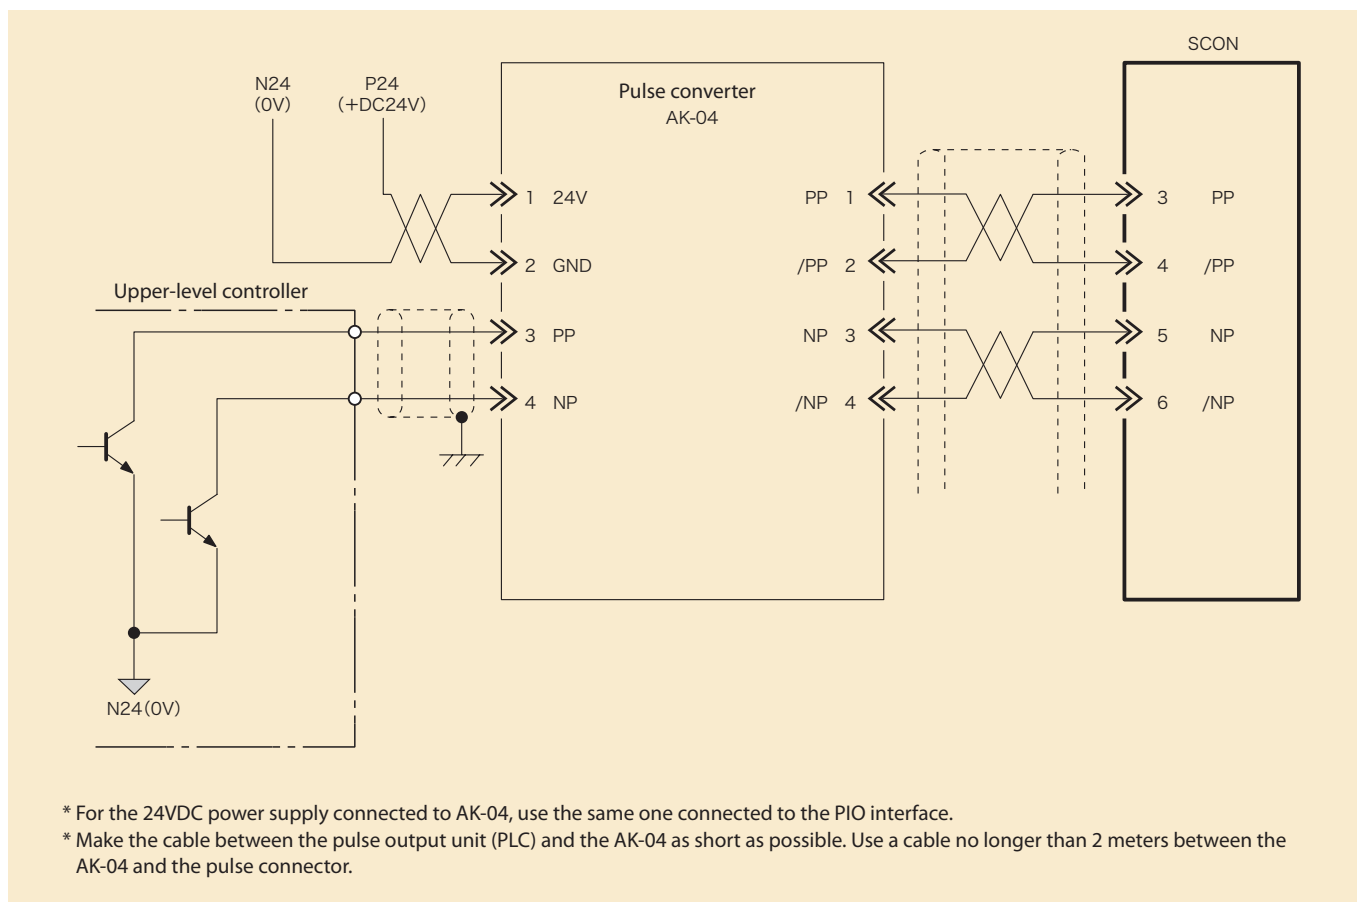 SCON
N24
(0V)
P24
(+DC24V)
Pulse converter
AK-04
1 24V
2 GND
3 PP
4 NP
PP 1
/PP 2
NP 3
/NP 4
3 PP
4 /PP
5 NP
6 /NP
Upper-level controller
N24(0V)
* For the 24VDC power supply connected to AK-04, use the same one connected to the PIO interface.
* Make the cable between the pulse output unit (PLC) and the AK-04 as short as possible. Use a cable no longer than 2 meters between the
AK-04 and the pulse connector.